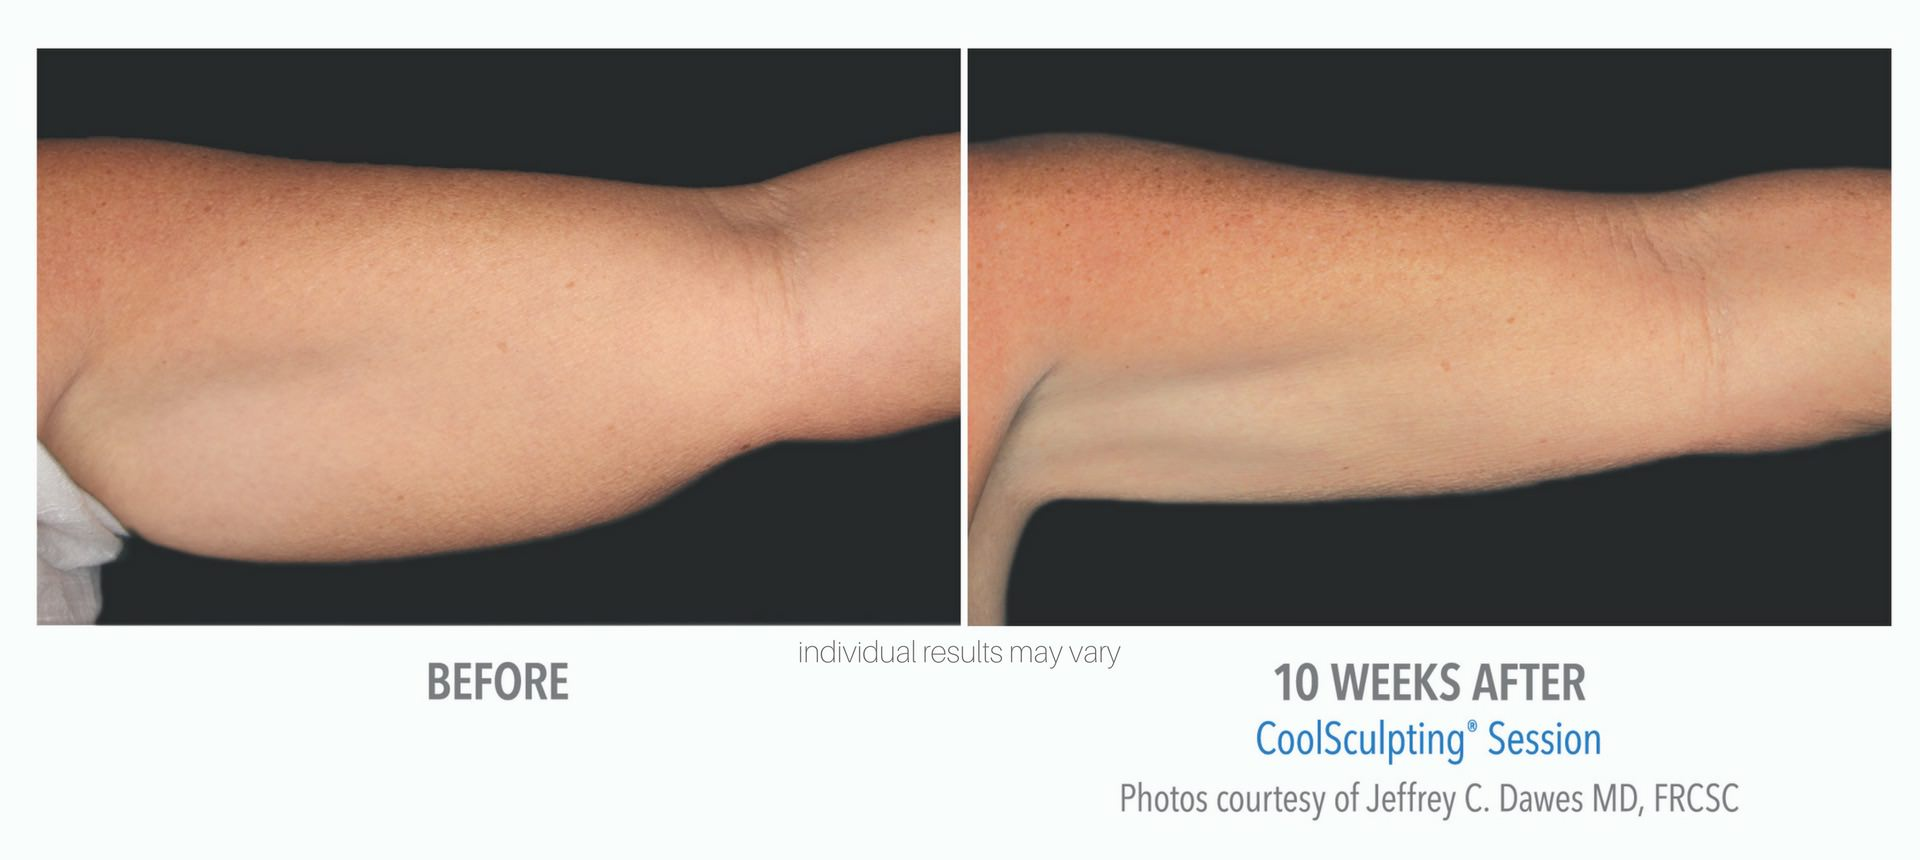 individual results may vary
BEFORE
10 WEEKS AFTER
CoolSculpting® Session
Photos courtesy of Jeffrey C. Dawes MD, FRCSC